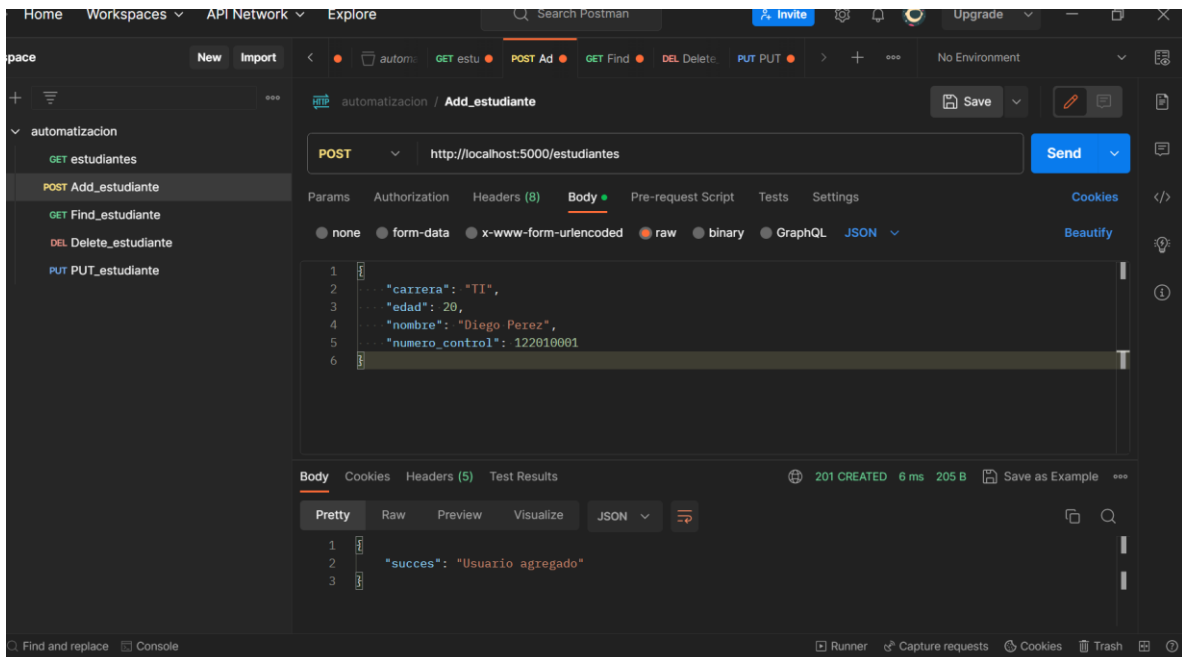 Home Workspaces API Network Explore Search Postman Invite Upgrade
space New Import automa GET estu POST Ad GET Find DEL Delete PUT PUT No Environment
HTTP automatizacion / Add_estudiante Save
automatizacion
GET estudiantes
POST Add_estudiante
GET Find_estudiante
DEL Delete_estudiante
PUT PUT_estudiante
POST http://localhost:5000/estudiantes Send
Params Authorization Headers (8) Body Pre-request Script Tests Settings Cookies
none form-data x-www-form-urlencoded raw binary GraphQL JSON Beautify
1 {
2 "carrera": "TI",
3 "edad": 20,
4 "nombre": "Diego Perez",
5 "numero_control": 122010001
6 }
Body Cookies Headers (5) Test Results 201 CREATED 6 ms 205 B Save as Example
Pretty Raw Preview Visualize JSON
1 {
2 "succes": "Usuario agregado"
3 }
Find and replace Console Runner Capture requests Cookies Trash